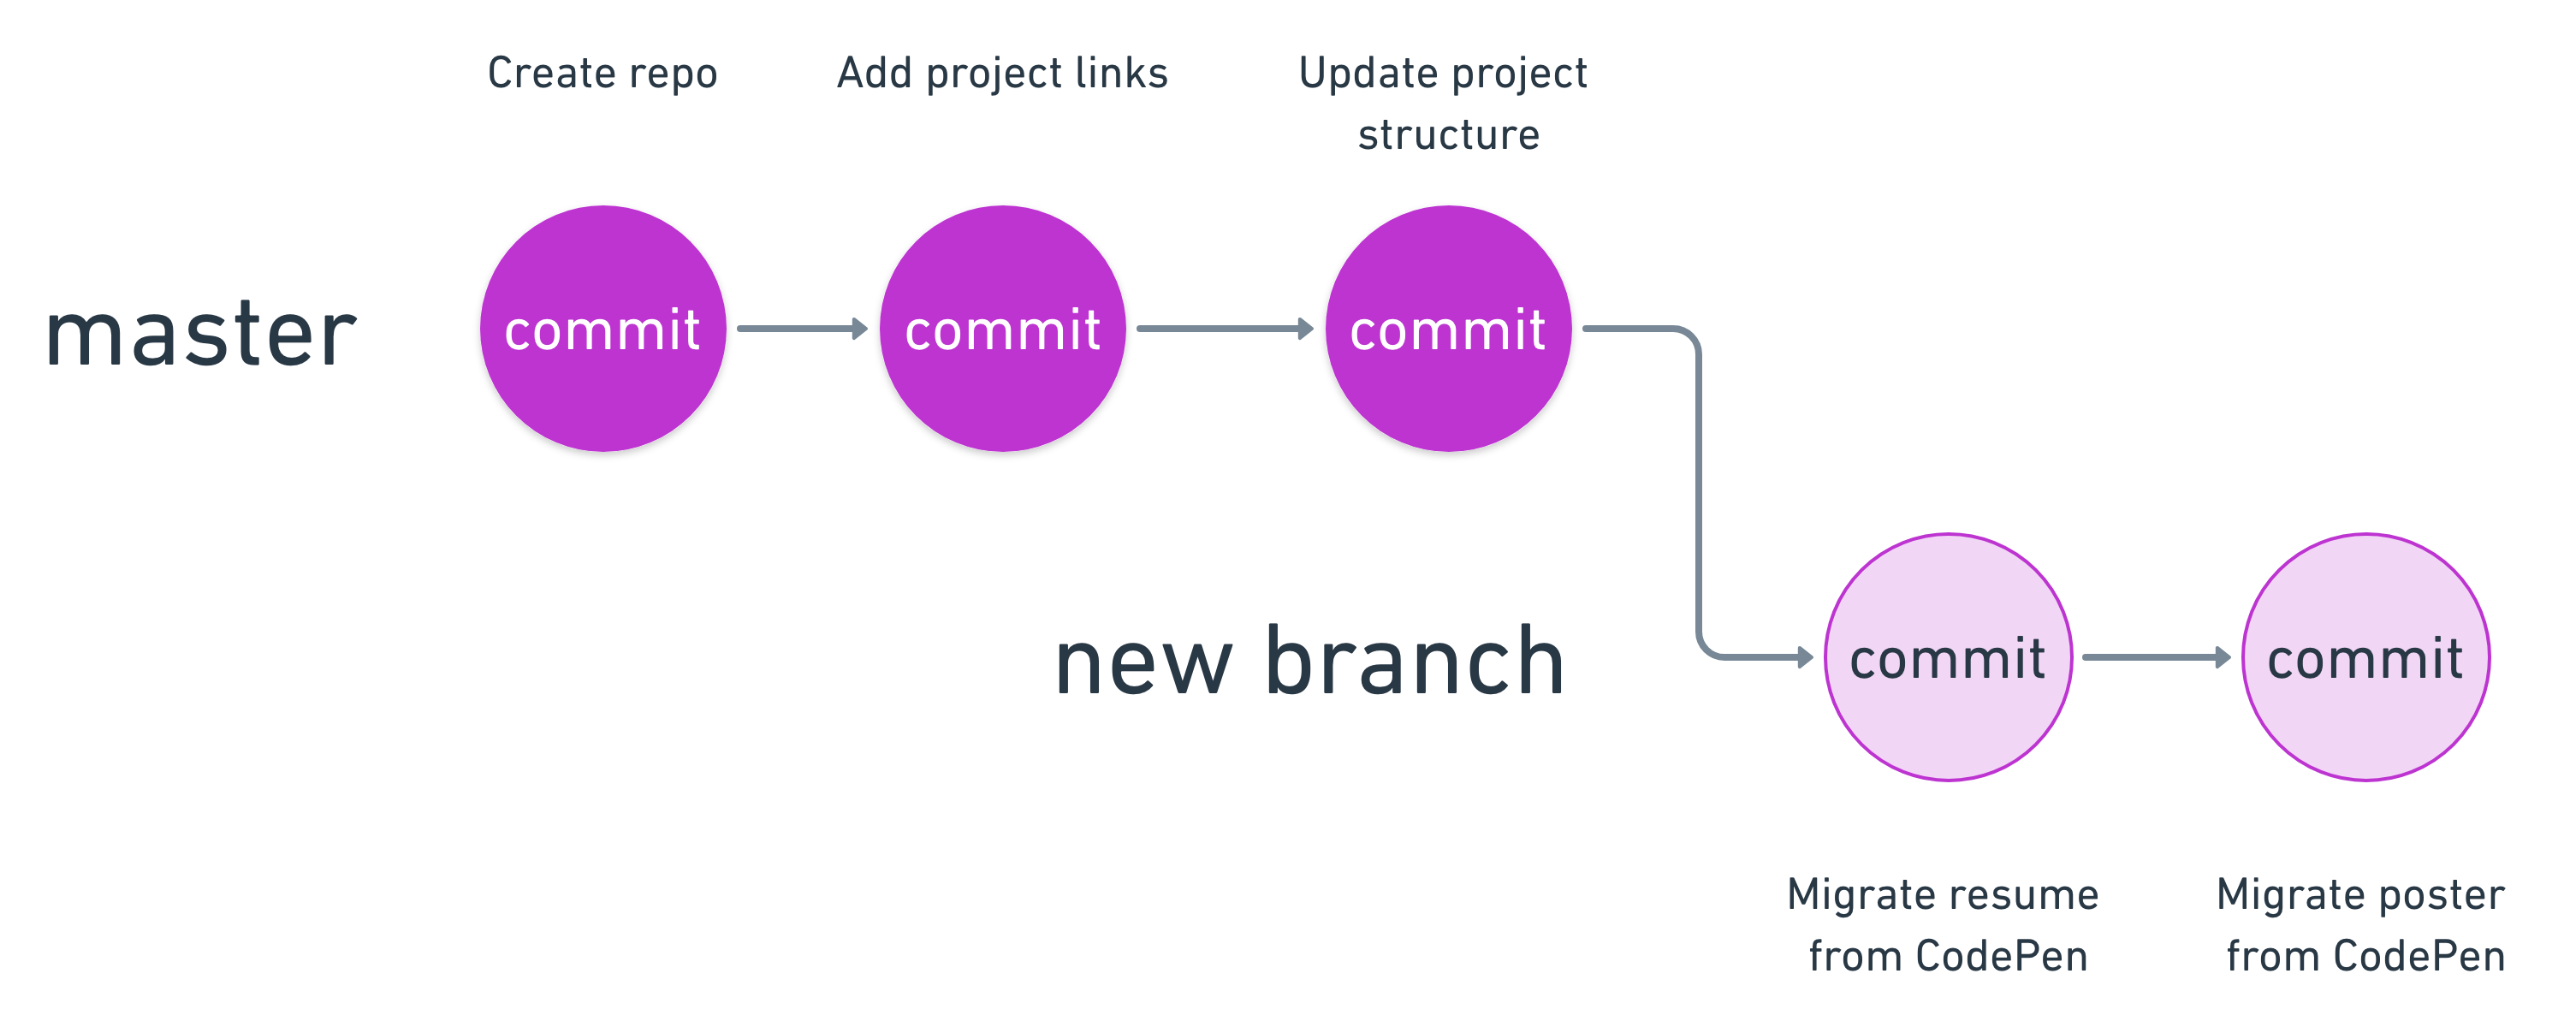 Create repo
Add project links
Update project
structure
master
commit
commit
commit
new branch
commit
commit
Migrate resume
from CodePen
Migrate poster
from CodePen